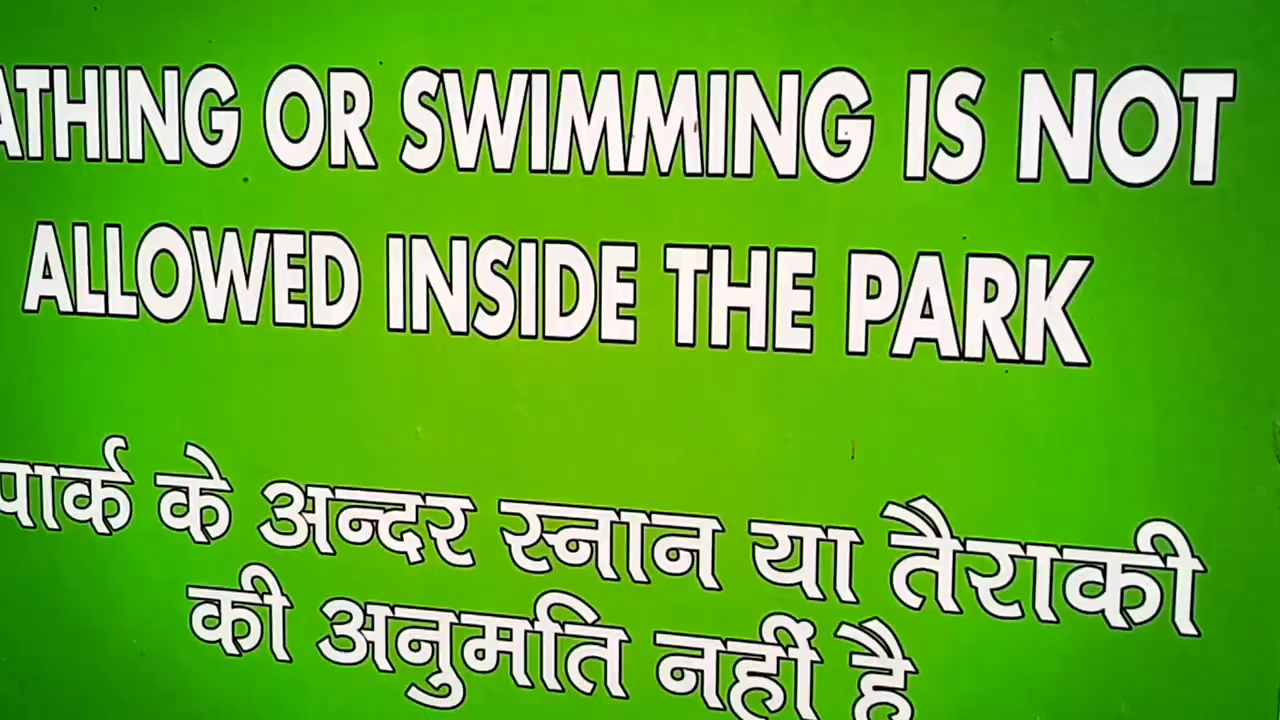 ATHING OR SWIMMING IS NOT
ALLOWED INSIDE THE PARK
पार्क के अन्दर स्नान या तैराकी
की अनुमति नहीं है